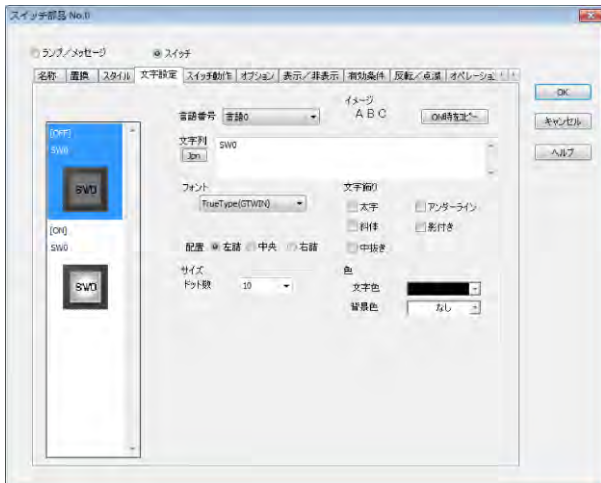 スイッチ部品 No.0
ランプ／メッセージ
スイッチ
名称 置換 スタイル 文字設定 スイッチ動作 オプション 表示／非表示 有効条件 反転／点滅 オペレーショ
OK
キャンセル
ヘルプ
[OFF]
SW0
SW0
[ON]
SW0
SW0
言語番号 言語0
イメージ
ABC
ON時をコピー
文字列 SW0
Jpn
フォント
TrueType(GTWIN)
文字飾り
太字 アンダーライン
斜体 影付き
中抜き
配置 左詰 中央 右詰
サイズ
ドット数 10
色
文字色
背景色 なし